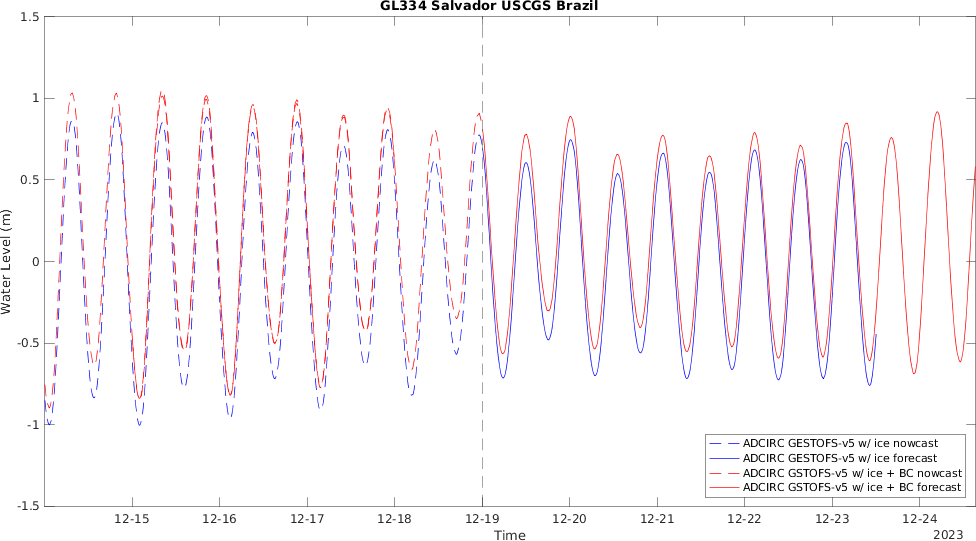 GL334 Salvador USCGS Brazil
1.5
1
0.5
0
-0.5
-1
-1.5
Water Level (m)
ADCIRC GESTOFS-v5 w/ ice nowcast
ADCIRC GESTOFS-v5 w/ ice forecast
ADCIRC GSTOFS-v5 w/ ice + BC nowcast
ADCIRC GSTOFS-v5 w/ ice + BC forecast
12-15 12-16 12-17 12-18 12-19 12-20 12-21 12-22 12-23 12-24
Time
2023